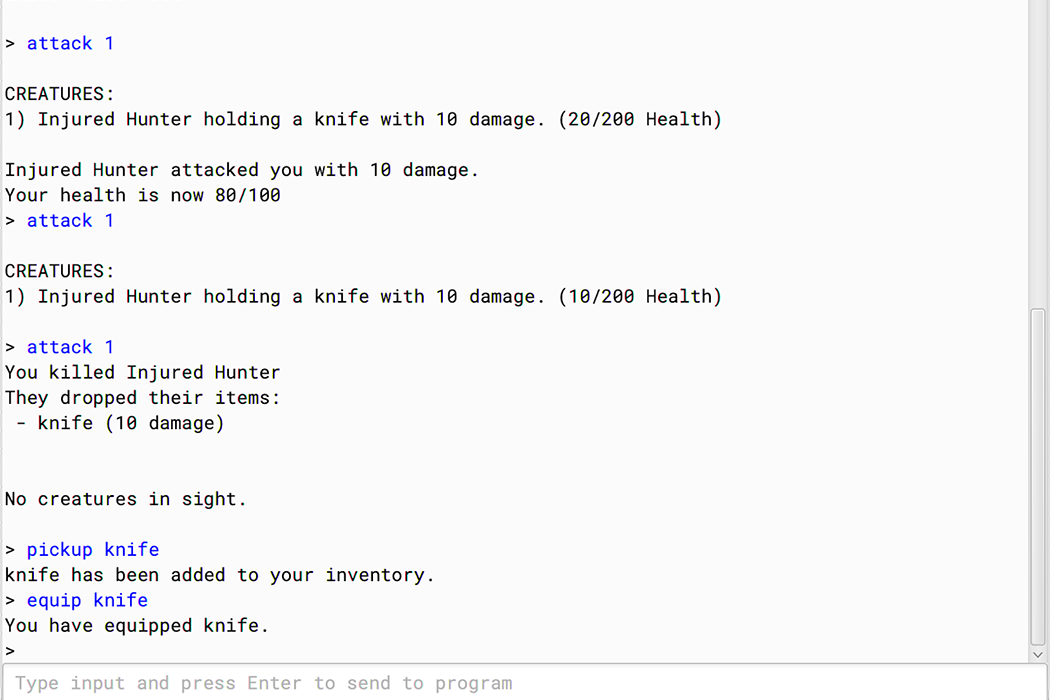 > attack 1
CREATURES:
1) Injured Hunter holding a knife with 10 damage. (20/200 Health)
Injured Hunter attacked you with 10 damage.
Your health is now 80/100
> attack 1
CREATURES:
1) Injured Hunter holding a knife with 10 damage. (10/200 Health)
> attack 1
You killed Injured Hunter
They dropped their items:
 - knife (10 damage)
No creatures in sight.
> pickup knife
knife has been added to your inventory.
> equip knife
You have equipped knife.
>
Type input and press Enter to send to program